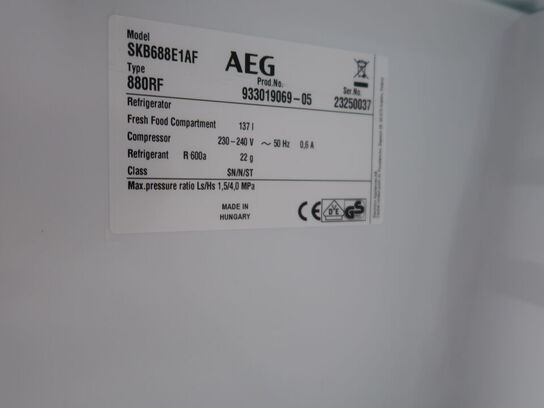 Model
SKB688E1AF
AEG
Type
Prod.No.
Ser.No.
880RF
933019069-05
23250037
Refrigerator
Fresh Food Compartment 137 l
Compressor 230-240 V ~ 50 Hz 0,6 A
Refrigerant R 600a 22 g
Class SN/N/ST
Max.pressure ratio Ls/Hs 1,5/4,0 MPa
MADE IN
HUNGARY
CE
D E
GS